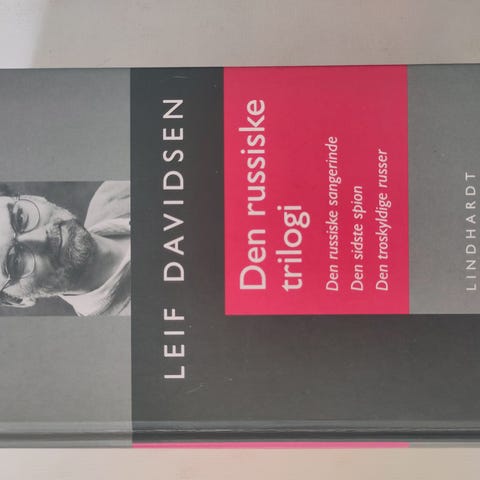 LEIF DAVIDSEN
Den russiske
trilogi
Den russiske sangerinde
Den sidste spion
Den troskyldige russer
LINDHARDT